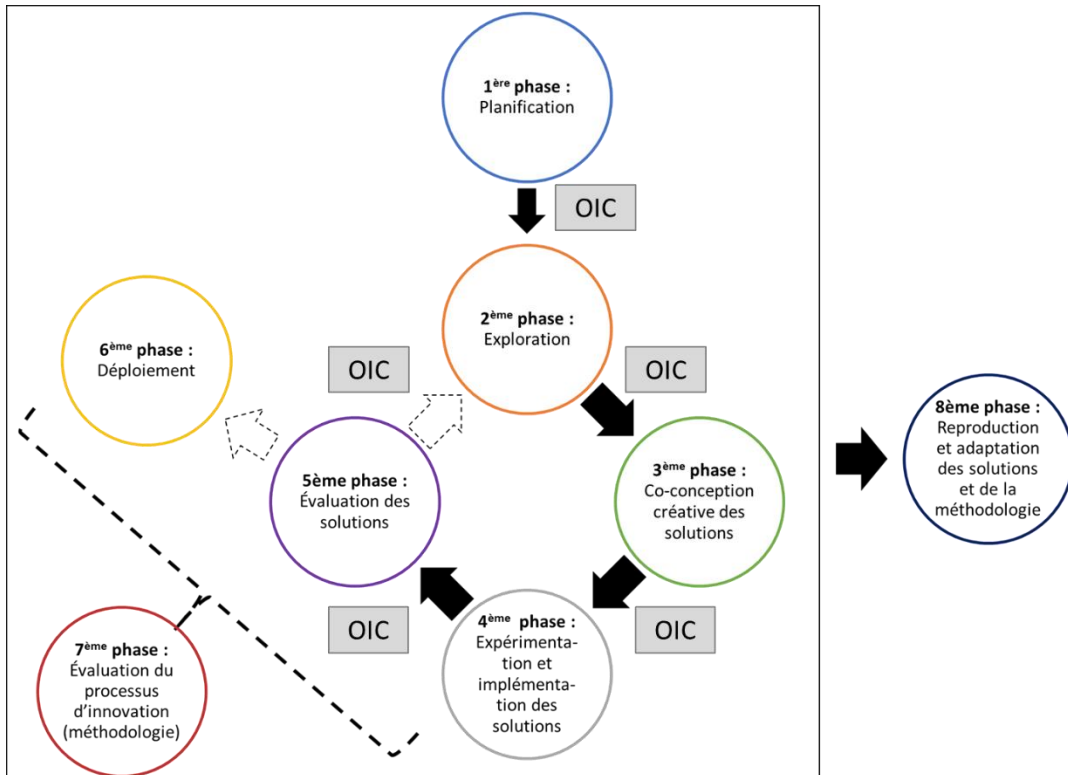 1ère phase :
Planification
OIC
2ème phase :
Exploration
OIC
OIC
3ème phase :
Co-conception
créative des
solutions
OIC
4ème phase :
Expérimenta-
tion et
implémenta-
tion des
solutions
OIC
5ème phase :
Évaluation des
solutions
6ème phase :
Déploiement
7ème phase :
Évaluation du
processus
d’innovation
(méthodologie)
8ème phase :
Reproduction
et adaptation
des solutions
et de la
méthodologie